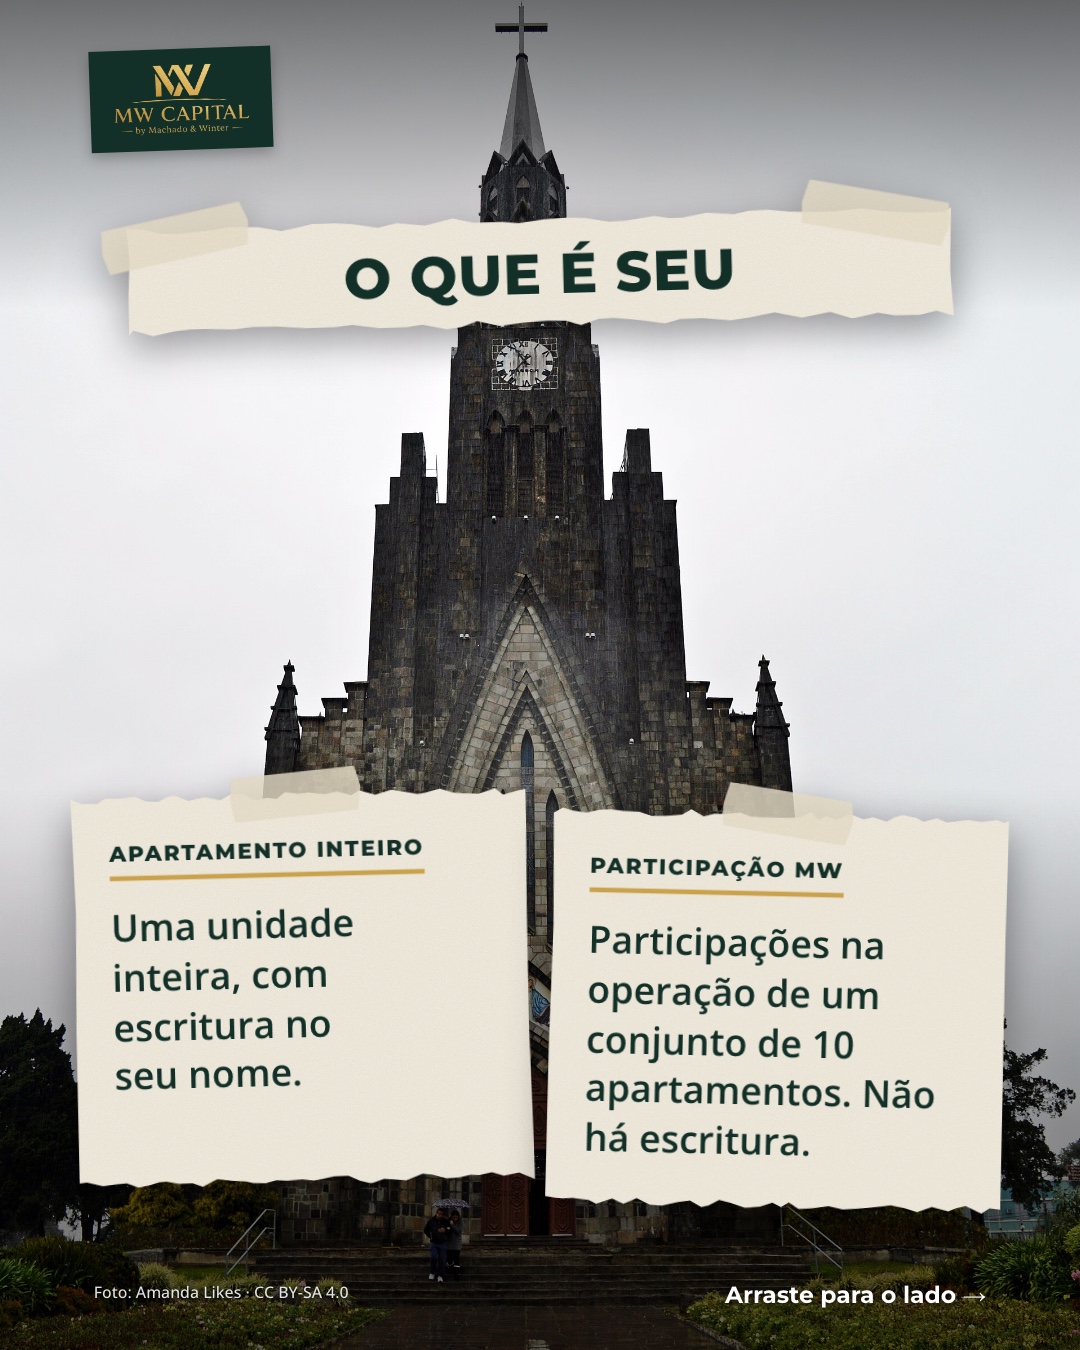 MW CAPITAL
by Machado & Winter
O QUE É SEU
APARTAMENTO INTEIRO
Uma unidade
inteira, com
escritura no
seu nome.
PARTICIPAÇÃO MW
Participações na
operação de um
conjunto de 10
apartamentos. Não
há escritura.
Foto: Amanda Likes · CC BY-SA 4.0
Arraste para o lado →